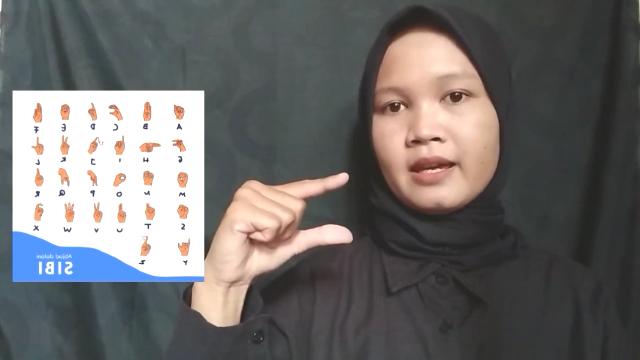 A B C D E F
G H I J K L
M N O P Q R
S T U V W X
Y Z
Abjad dalam
SIBI